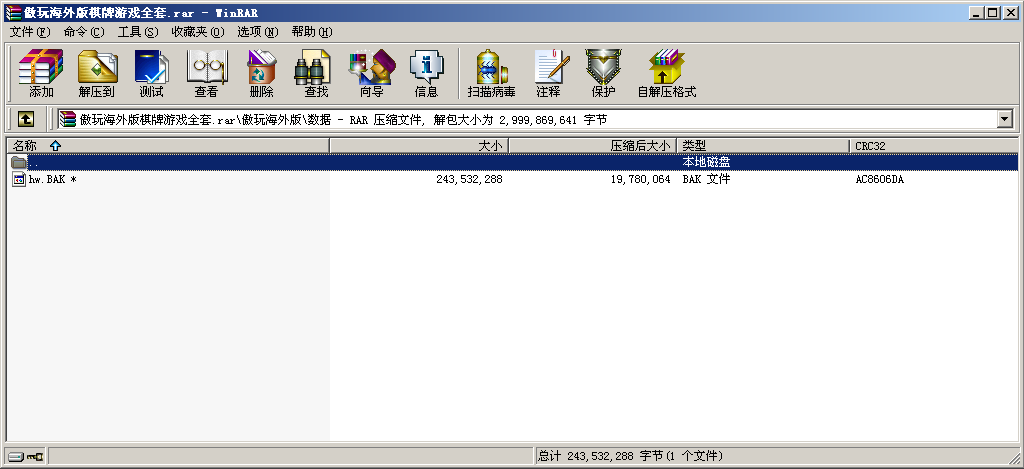 傲玩海外版棋牌游戏全套.rar - WinRAR
文件(F) 命令(C) 工具(S) 收藏夹(O) 选项(N) 帮助(H)
添加 解压到 测试 查看 删除 查找 向导 信息 扫描病毒 注释 保护 自解压格式
傲玩海外版棋牌游戏全套.rar\傲玩海外版\数据 - RAR 压缩文件, 解包大小为 2,999,869,641 字节
名称 大小 压缩后大小 类型 CRC32
.. 本地磁盘
hw.BAK * 243,532,288 19,780,064 BAK 文件 AC8606DA
总计 243,532,288 字节(1 个文件)